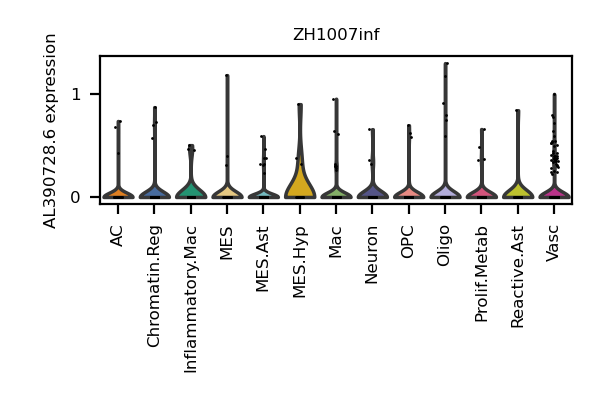 ZH1007inf
AL390728.6 expression
1
0
AC
Chromatin.Reg
Inflammatory.Mac
MES
MES.Ast
MES.Hyp
Mac
Neuron
OPC
Oligo
Prolif.Metab
Reactive.Ast
Vasc